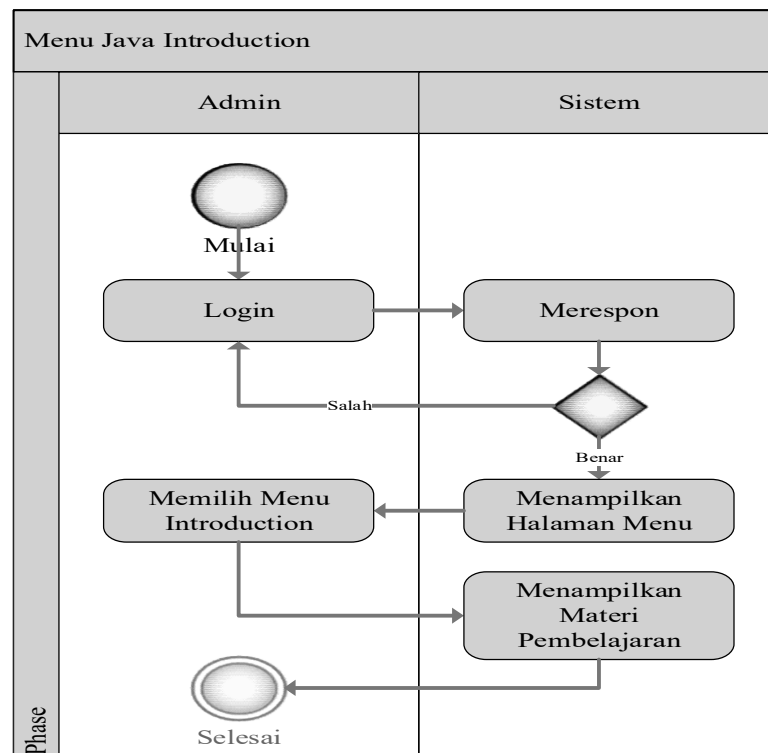 Menu Java Introduction
Admin
Sistem
Mulai
Login
Merespon
Salah
Benar
Memilih Menu
Introduction
Menampilkan
Halaman Menu
Menampilkan
Materi
Pembelajaran
Selesai
Phase